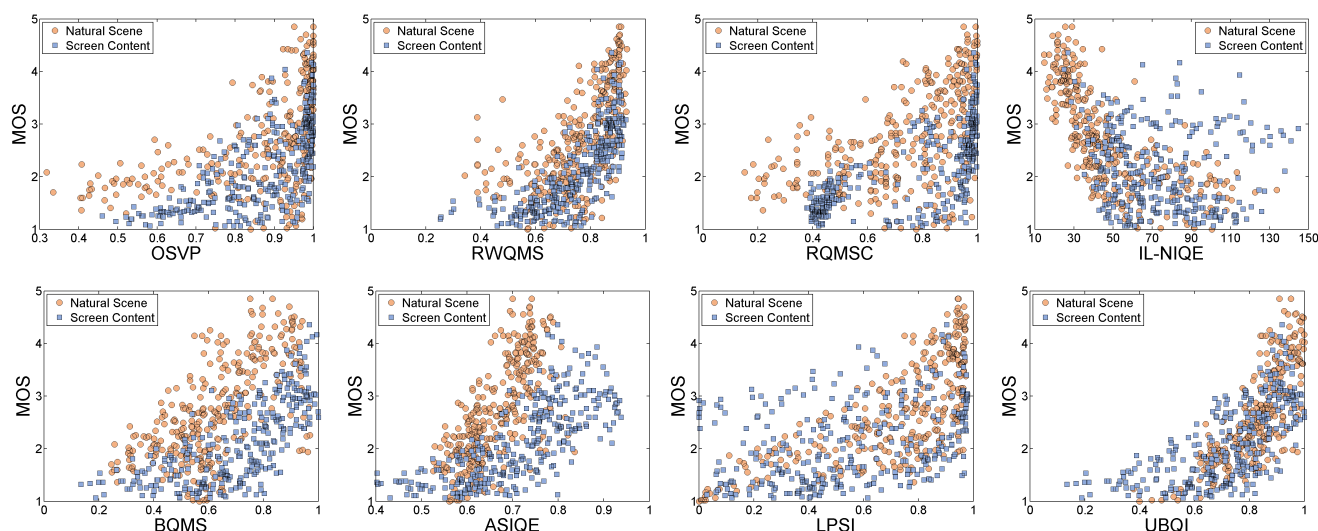 MOS
5
4
3
2
1
Natural Scene
Screen Content
0.3 0.4 0.5 0.6 0.7 0.8 0.9 1
OSVP
MOS
5
4
3
2
1
Natural Scene
Screen Content
0 0.2 0.4 0.6 0.8 1
RWQMS
MOS
5
4
3
2
1
Natural Scene
Screen Content
0 0.2 0.4 0.6 0.8 1
RQMSC
MOS
5
4
3
2
1
Natural Scene
Screen Content
10 30 50 70 90 110 130 150
IL-NIQE
MOS
5
4
3
2
1
Natural Scene
Screen Content
0 0.2 0.4 0.6 0.8 1
BQMS
MOS
5
4
3
2
1
Natural Scene
Screen Content
0.4 0.5 0.6 0.7 0.8 0.9 1
ASIQE
MOS
5
4
3
2
1
Natural Scene
Screen Content
0 0.2 0.4 0.6 0.8 1
LPSI
MOS
5
4
3
2
1
Natural Scene
Screen Content
0 0.2 0.4 0.6 0.8 1
UBQI